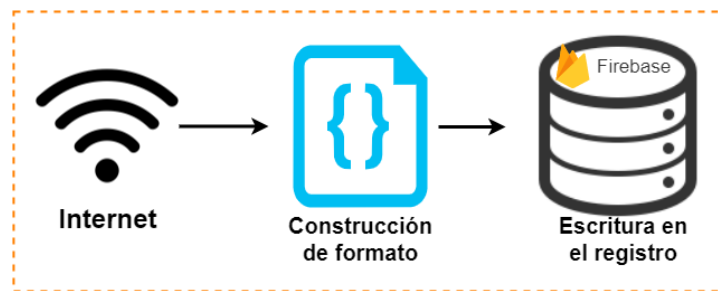 {}
Firebase
Internet
Construcción
de formato
Escritura en
el registro